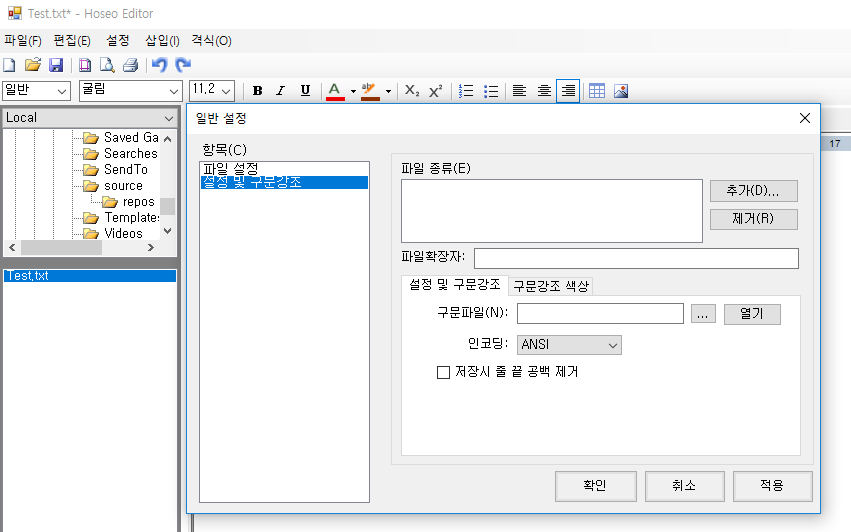 Test.txt* - Hoseo Editor
파일(F) 편집(E) 설정 삽입(I) 격식(O)
일반 굴림 11,2 B I U A ab X₂ X²
Local
Saved Ga
Searches
SendTo
source
repos
Templates
Videos
Test,txt
17
일반 설정
항목(C)
파일 설정
설정 및 구문강조
파일 종류(E)
추가(D)...
제거(R)
파일확장자:
설정 및 구문강조 구문강조 색상
구문파일(N): ... 열기
인코딩: ANSI
저장시 줄 끝 공백 제거
확인 취소 적용